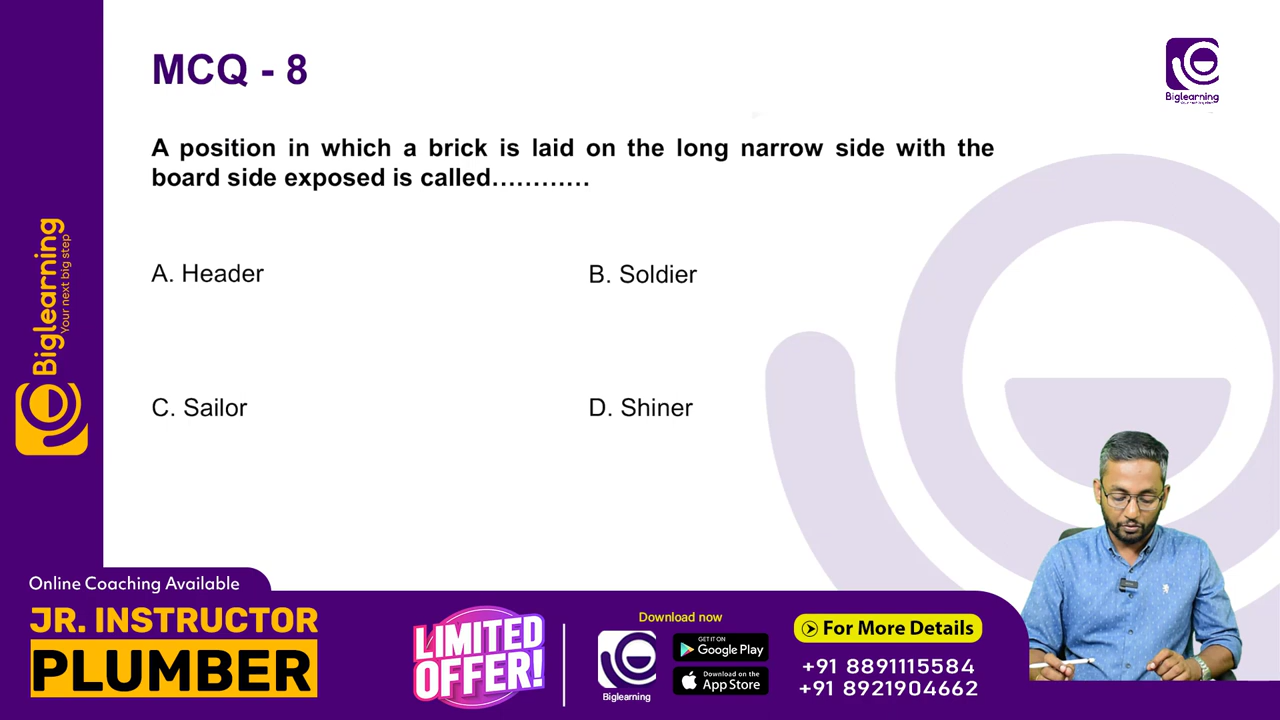 MCQ - 8
Biglearning
A position in which a brick is laid on the long narrow side with the
board side exposed is called…………
A. Header
B. Soldier
C. Sailor
D. Shiner
Biglearning
Your next big step
Online Coaching Available
JR. INSTRUCTOR
PLUMBER
LIMITED
OFFER!
Download now
Biglearning
GET IT ON
Google Play
Download on the
App Store
For More Details
+91 8891115584
+91 8921904662